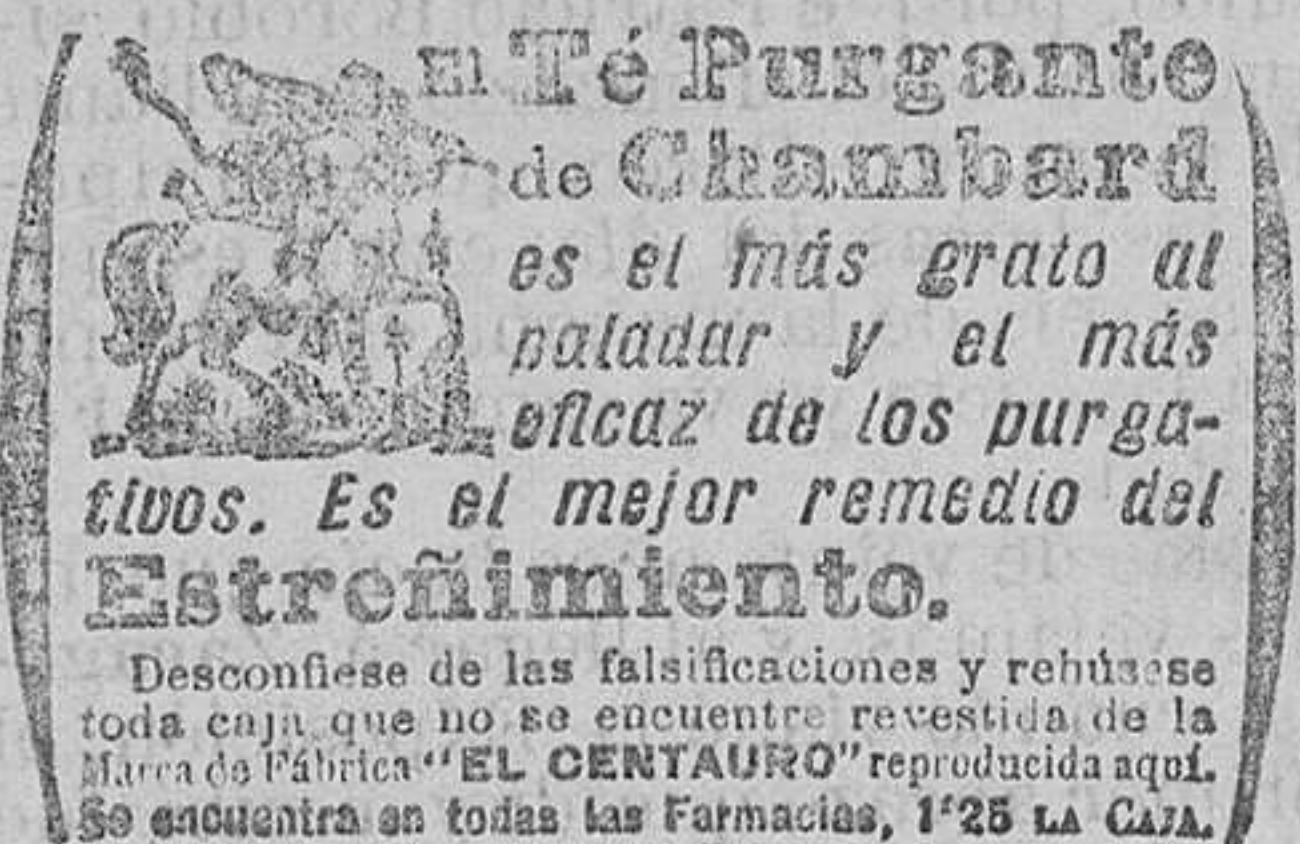 El Té Purgante
de Chambard
es el más grato al
paladar y el más
eficaz de los purga-
tivos. Es el mejor remedio del
Estreñimiento.
Desconfiese de las falsificaciones y rehúsese
toda caja que no se encuentre revestida de la
Marca de Fábrica "EL CENTAURO" reproducida aquí.
Se encuentra en todas las Farmacias, 1'25 LA CAJA.